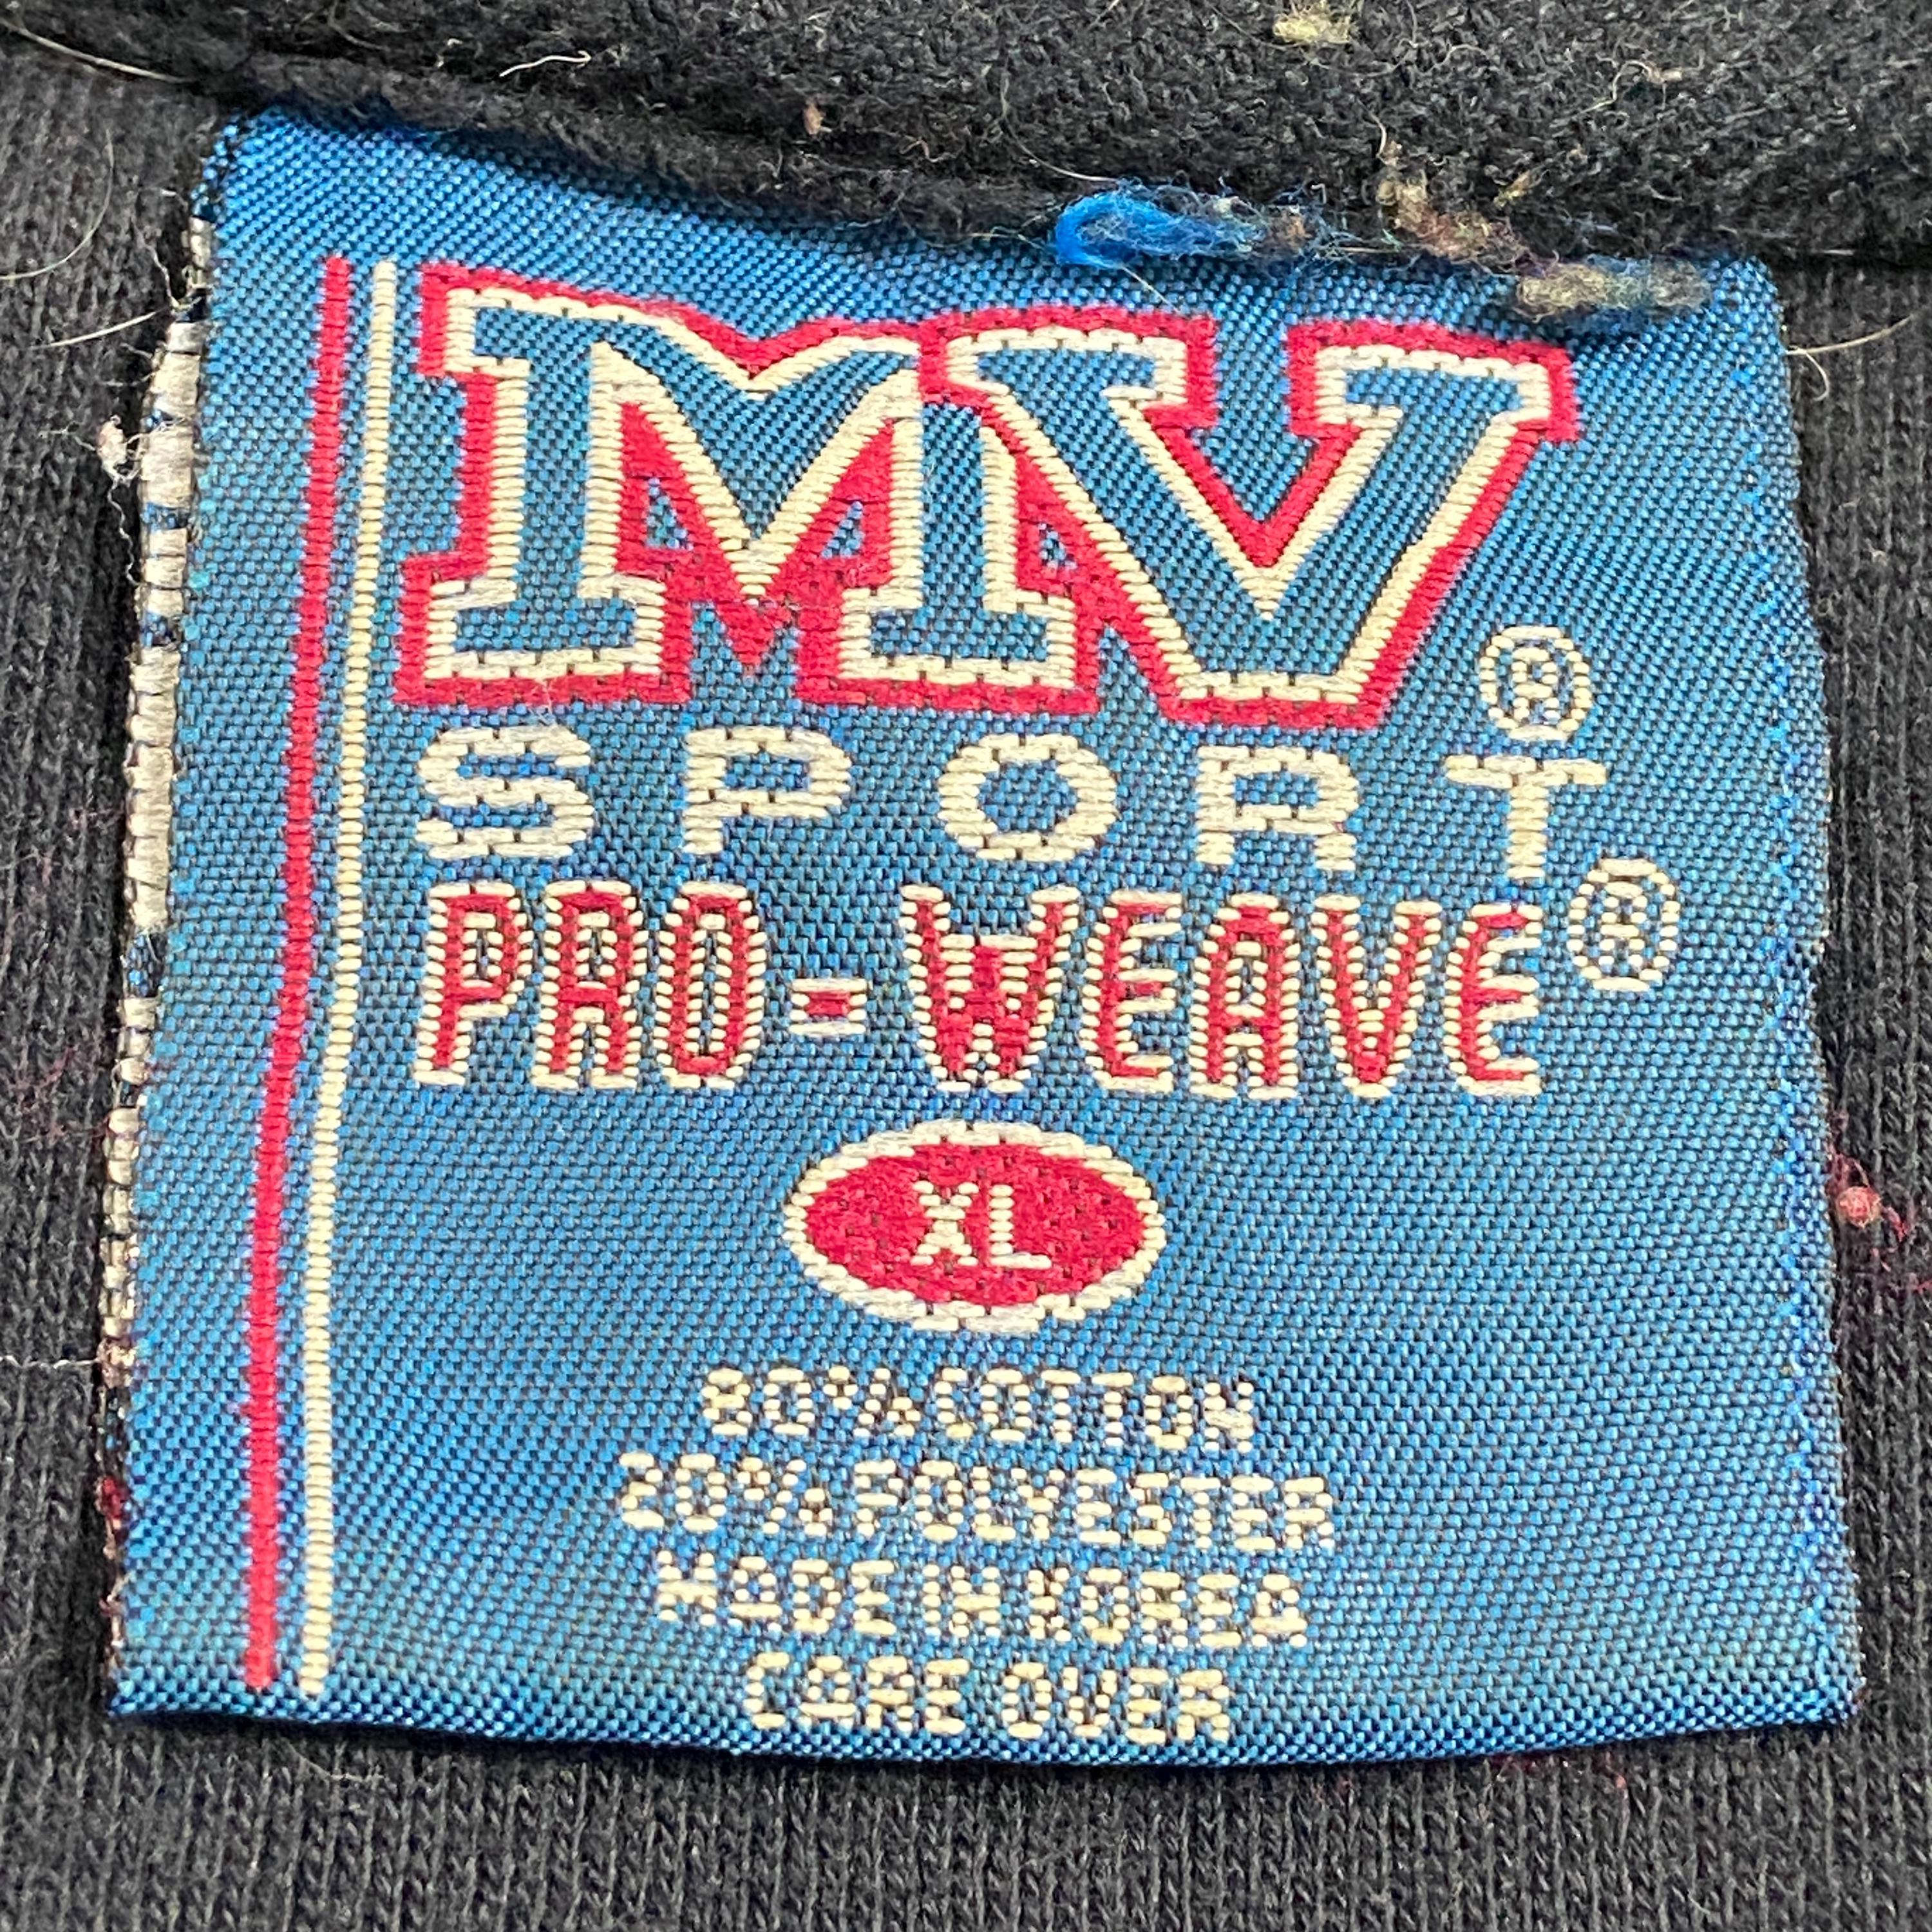 MV®
SPORT
PRO-WEAVE®
XL
80% COTTON
20% POLYESTER
MADE IN KOREA
CARE OVER